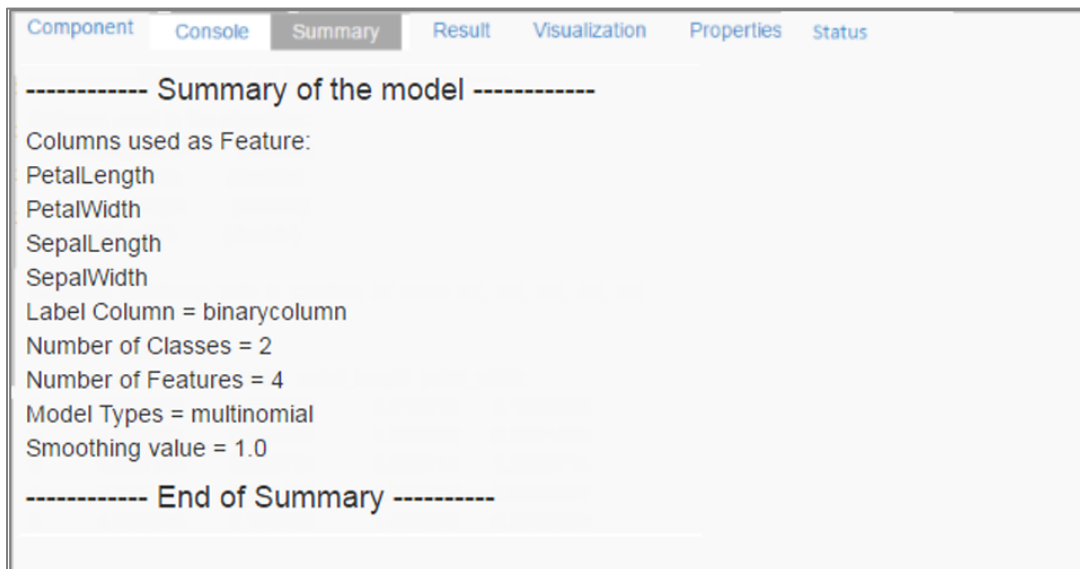 Component Console Summary Result Visualization Properties Status
------------ Summary of the model ------------
Columns used as Feature:
PetalLength
PetalWidth
SepalLength
SepalWidth
Label Column = binarycolumn
Number of Classes = 2
Number of Features = 4
Model Types = multinomial
Smoothing value = 1.0
------------ End of Summary ----------